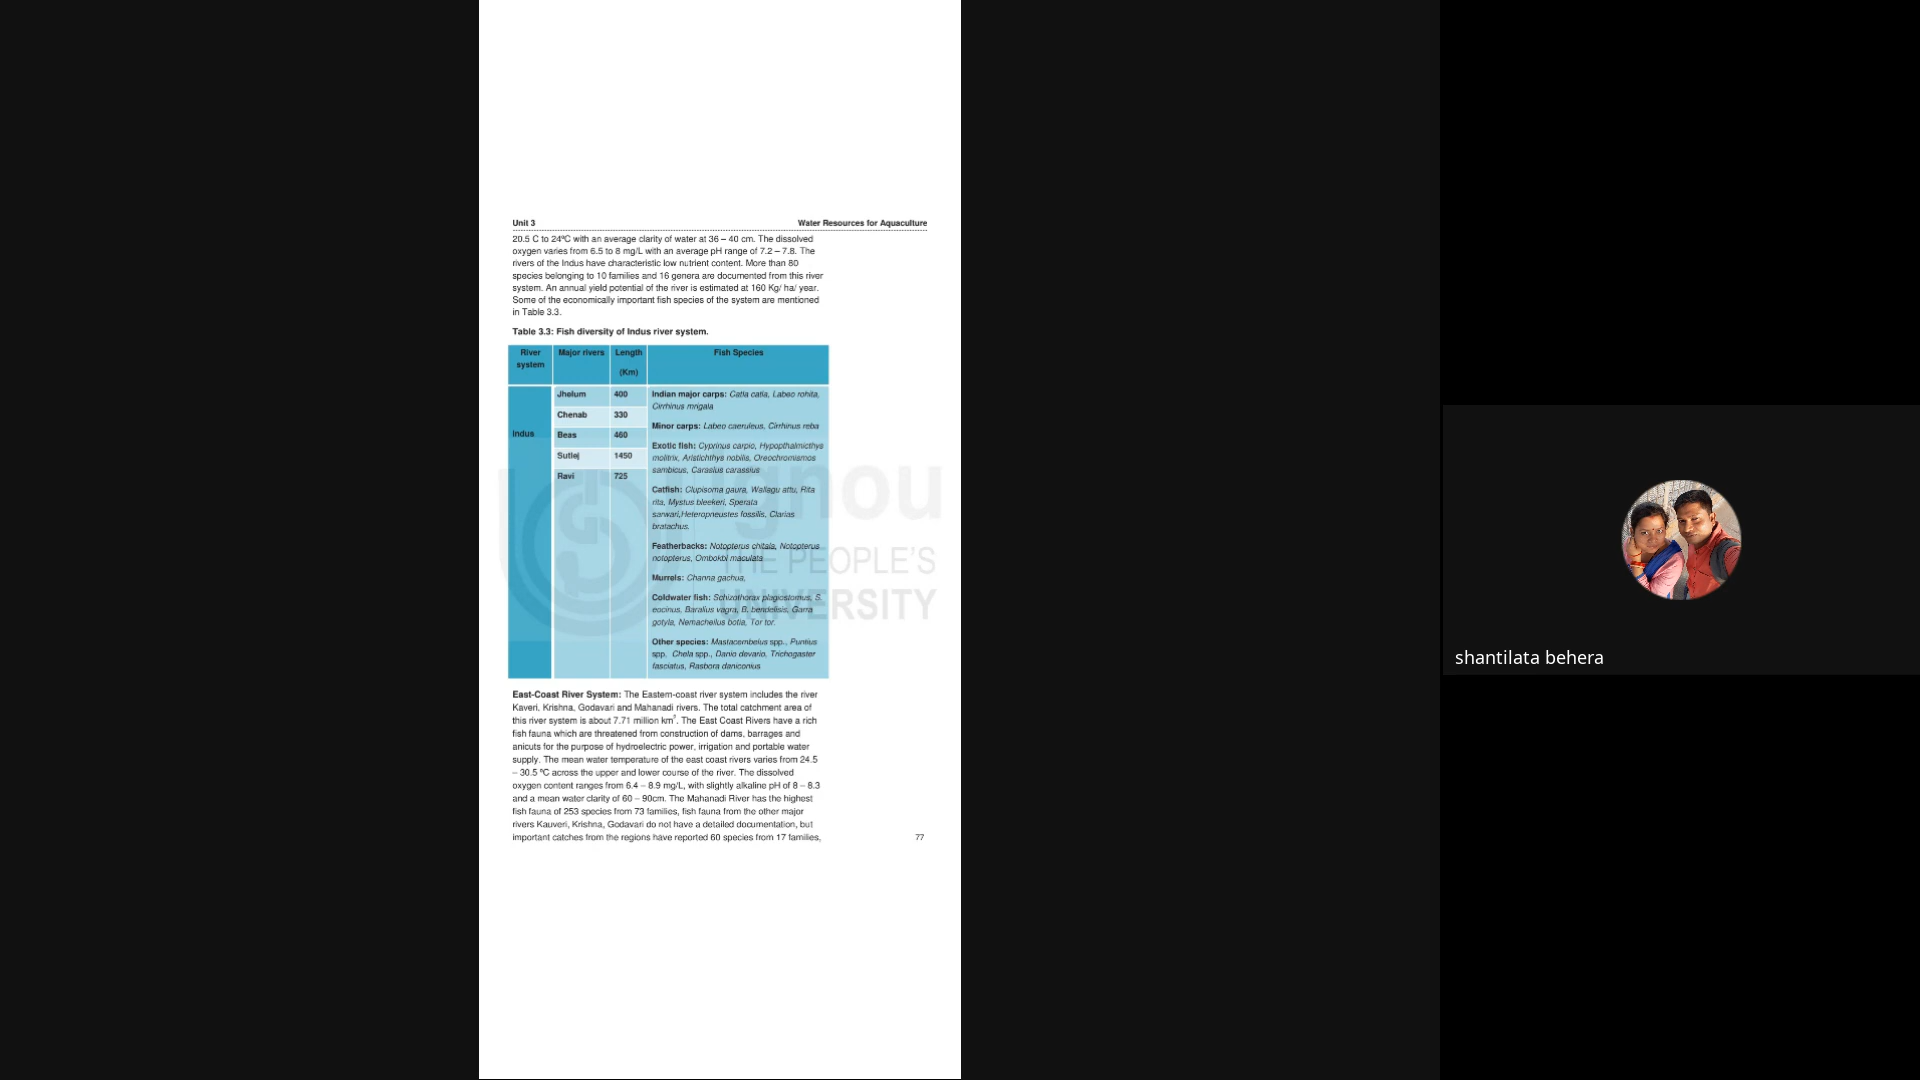 Unit 3
Water Resources for Aquaculture
20.5 C to 24ºC with an average clarity of water at 36 – 40 cm. The dissolved
oxygen varies from 6.5 to 8 mg/L with an average pH range of 7.2 – 7.8. The
rivers of the Indus have characteristic low nutrient content. More than 80
species belonging to 10 families and 16 genera are documented from this river
system. An annual yield potential of the river is estimated at 160 Kg/ ha/ year.
Some of the economically important fish species of the system are mentioned
in Table 3.3.
Table 3.3: Fish diversity of Indus river system.
River system
Major rivers
Length (Km)
Fish Species
Indus
Jhelum 400
Chenab 330
Beas 460
Sutlej 1450
Ravi 725
Indian major carps: Catla catla, Labeo rohita,
Cirrhinus mrigala
Minor carps: Labeo caeruleus, Cirrhinus reba
Exotic fish: Cyprinus carpio, Hypopthalmicthys
molitrix, Aristichthys nobilis, Oreochromismos
sambicus, Carasius carassius
Catfish: Clupisoma gaura, Wallagu attu, Rita
rita, Mystus bleekeri, Sperata
sarwari,Heteropneustes fossilis, Clarias
bratachus.
Featherbacks: Notopterus chitala, Notopterus
notopterus, Ombokbi maculata
Murrels: Channa gachua,
Coldwater fish: Schizothorax plagiostomus, S.
eocinus, Baralius vagra, B. bendelisis, Garra
gotyla, Nemacheilus botia, Tor tor.
Other species: Mastacembelus spp., Puntius
spp, Chela spp., Danio devario, Trichogaster
fasciatus, Rasbora daniconius
ignou
THE PEOPLE'S
UNIVERSITY
East-Coast River System: The Eastern-coast river system includes the river
Kaveri, Krishna, Godavari and Mahanadi rivers. The total catchment area of
this river system is about 7.71 million km². The East Coast Rivers have a rich
fish fauna which are threatened from construction of dams, barrages and
anicuts for the purpose of hydroelectric power, irrigation and portable water
supply. The mean water temperature of the east coast rivers varies from 24.5
– 30.5 ºC across the upper and lower course of the river. The dissolved
oxygen content ranges from 6.4 – 8.9 mg/L, with slightly alkaline pH of 8 – 8.3
and a mean water clarity of 60 – 90cm. The Mahanadi River has the highest
fish fauna of 253 species from 73 families, fish fauna from the other major
rivers Kauveri, Krishna, Godavari do not have a detailed documentation, but
important catches from the regions have reported 60 species from 17 families,
77
shantilata behera